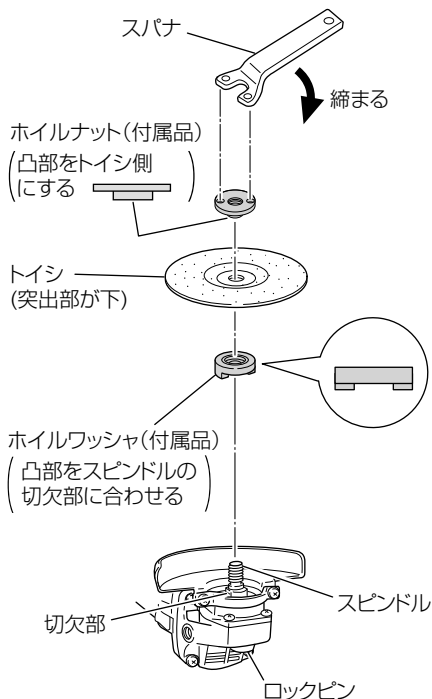 スパナ
締まる
ホイルナット(付属品)
(凸部をトイシ側
にする)
トイシ
(突出部が下)
ホイルワッシャ(付属品)
(凸部をスピンドルの
切欠部に合わせる)
スピンドル
切欠部
ロックピン